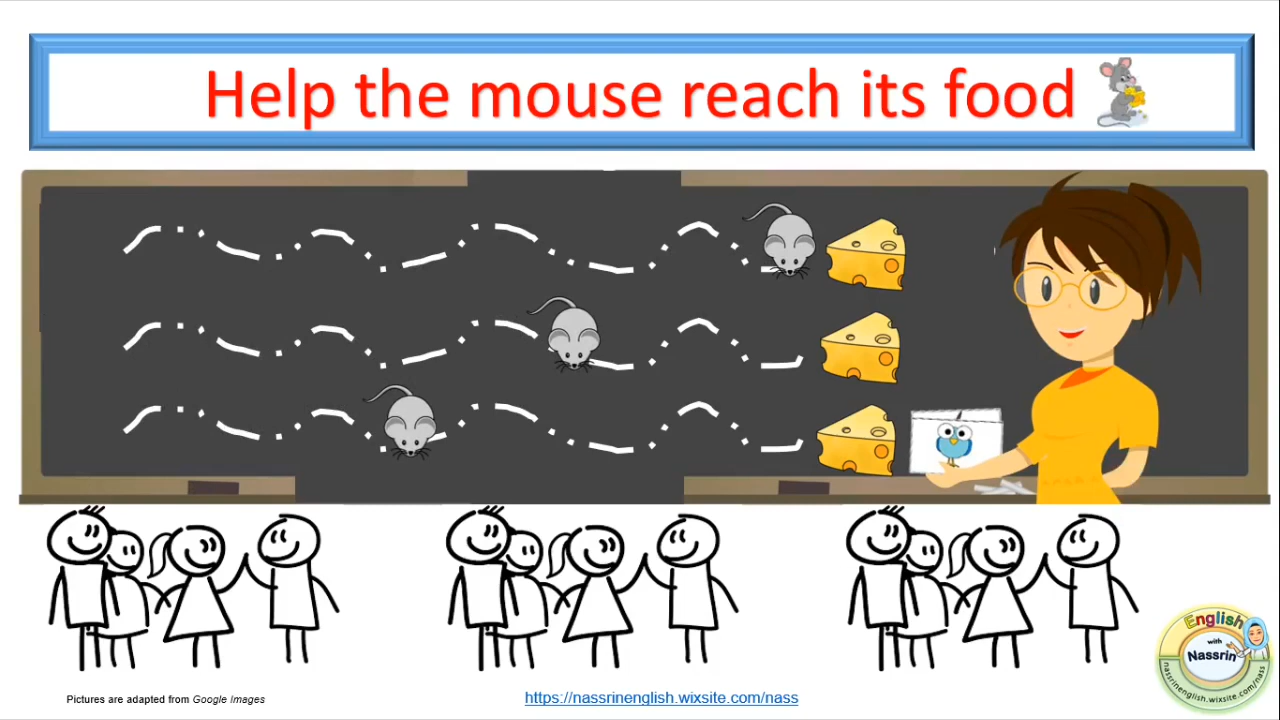 Help the mouse reach its food
English
with
Nassrin
nassrinenglish.wixsite.com/nass
Pictures are adapted from Google Images
https://nassrinenglish.wixsite.com/nass